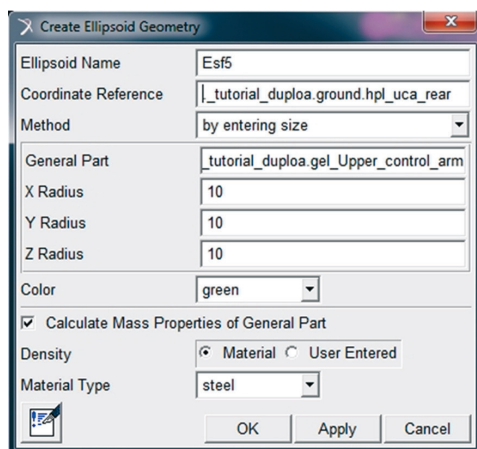 Create Ellipsoid Geometry
Ellipsoid Name Esf5
Coordinate Reference ._tutorial_duploa.ground.hpl_uca_rear
Method by entering size
General Part _tutorial_duploa.gel_Upper_control_arm
X Radius 10
Y Radius 10
Z Radius 10
Color green
Calculate Mass Properties of General Part
Density Material User Entered
Material Type steel
OK Apply Cancel